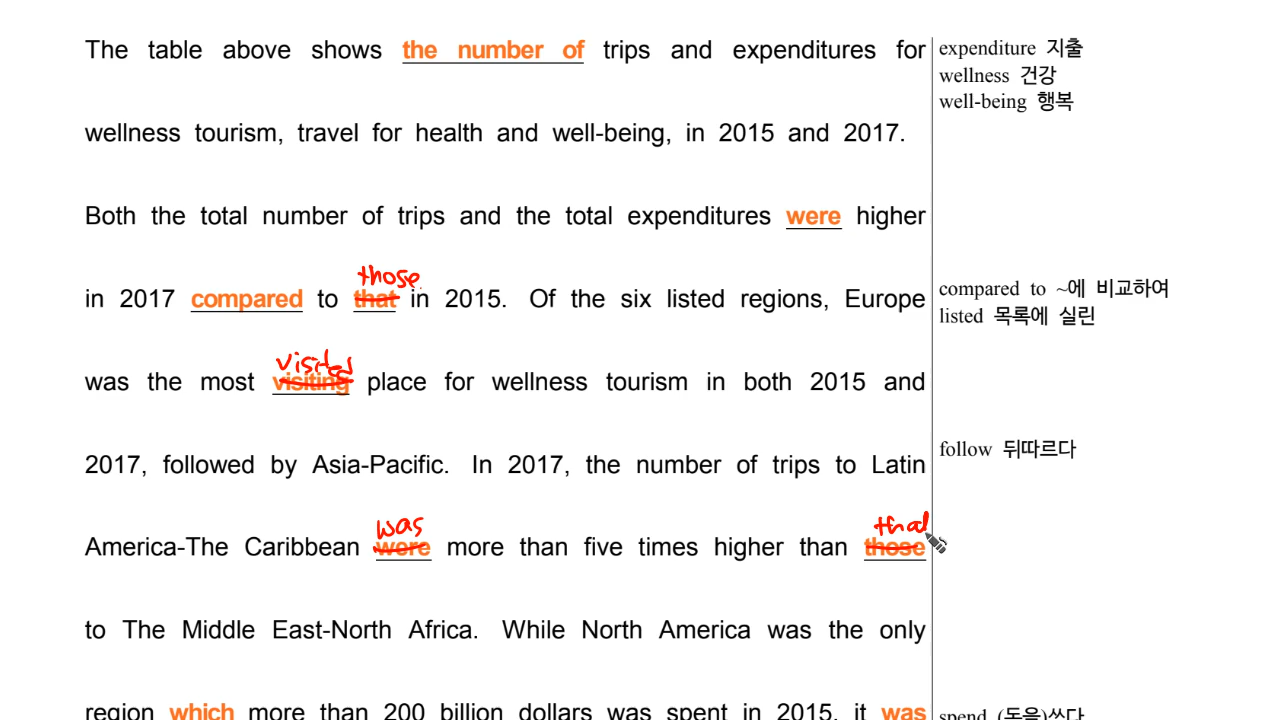 The table above shows the number of trips and expenditures for
expenditure 지출
wellness 건강
well-being 행복
wellness tourism, travel for health and well-being, in 2015 and 2017.
Both the total number of trips and the total expenditures were higher
those
in 2017 compared to that in 2015. Of the six listed regions, Europe
compared to ~에 비교하여
listed 목록에 실린
visited
was the most visiting place for wellness tourism in both 2015 and
2017, followed by Asia-Pacific. In 2017, the number of trips to Latin
follow 뒤따르다
was that
America-The Caribbean were more than five times higher than those
to The Middle East-North Africa. While North America was the only
region which more than 200 billion dollars was spent in 2015, it was
spend (돈을)쓰다